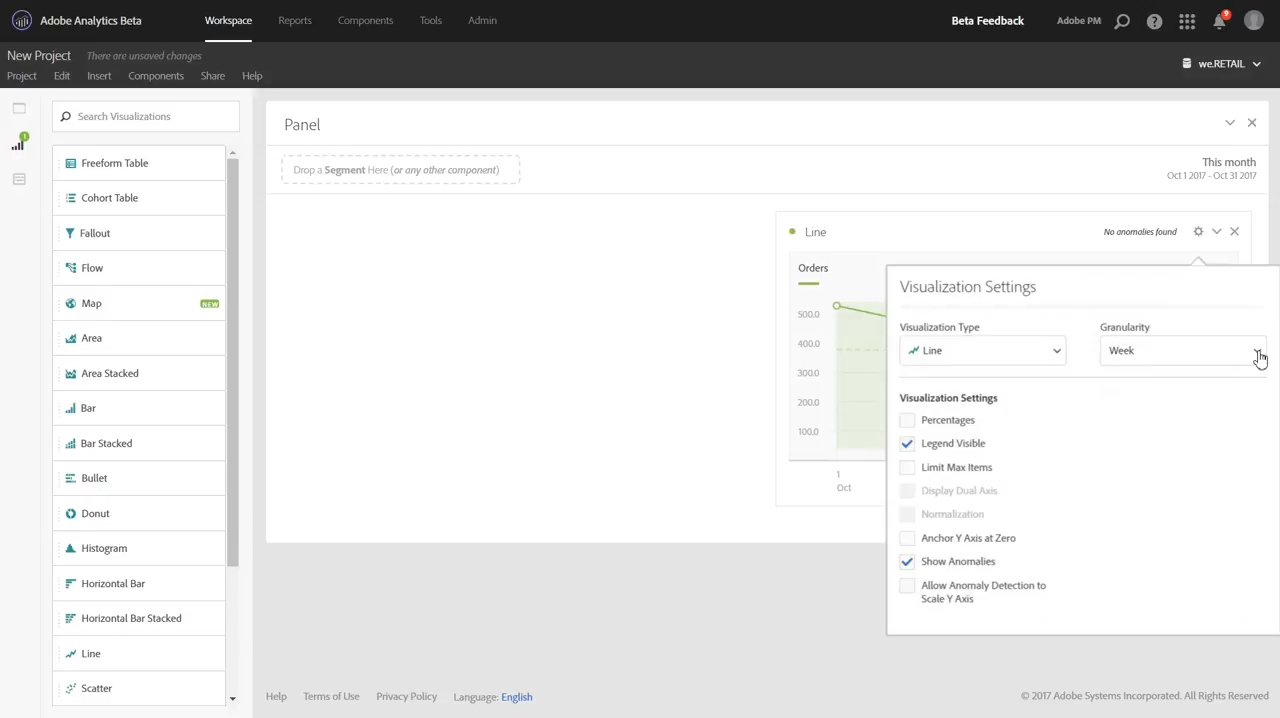 Adobe Analytics Beta
Workspace
Reports
Components
Tools
Admin
Beta Feedback
Adobe PM
9
New Project
There are unsaved changes
Project
Edit
Insert
Components
Share
Help
we.RETAIL
1
Search Visualizations
Freeform Table
Cohort Table
Fallout
Flow
Map
NEW
Area
Area Stacked
Bar
Bar Stacked
Bullet
Donut
Histogram
Horizontal Bar
Horizontal Bar Stacked
Line
Scatter
Panel
Drop a Segment Here (or any other component)
This month
Oct 1 2017 - Oct 31 2017
Line
No anomalies found
Orders
500.0
400.0
300.0
200.0
100.0
1
Oct
Visualization Settings
Visualization Type
Line
Granularity
Week
Visualization Settings
Percentages
Legend Visible
Limit Max Items
Display Dual Axis
Normalization
Anchor Y Axis at Zero
Show Anomalies
Allow Anomaly Detection to
Scale Y Axis
Help
Terms of Use
Privacy Policy
Language: English
© 2017 Adobe Systems Incorporated. All Rights Reserved